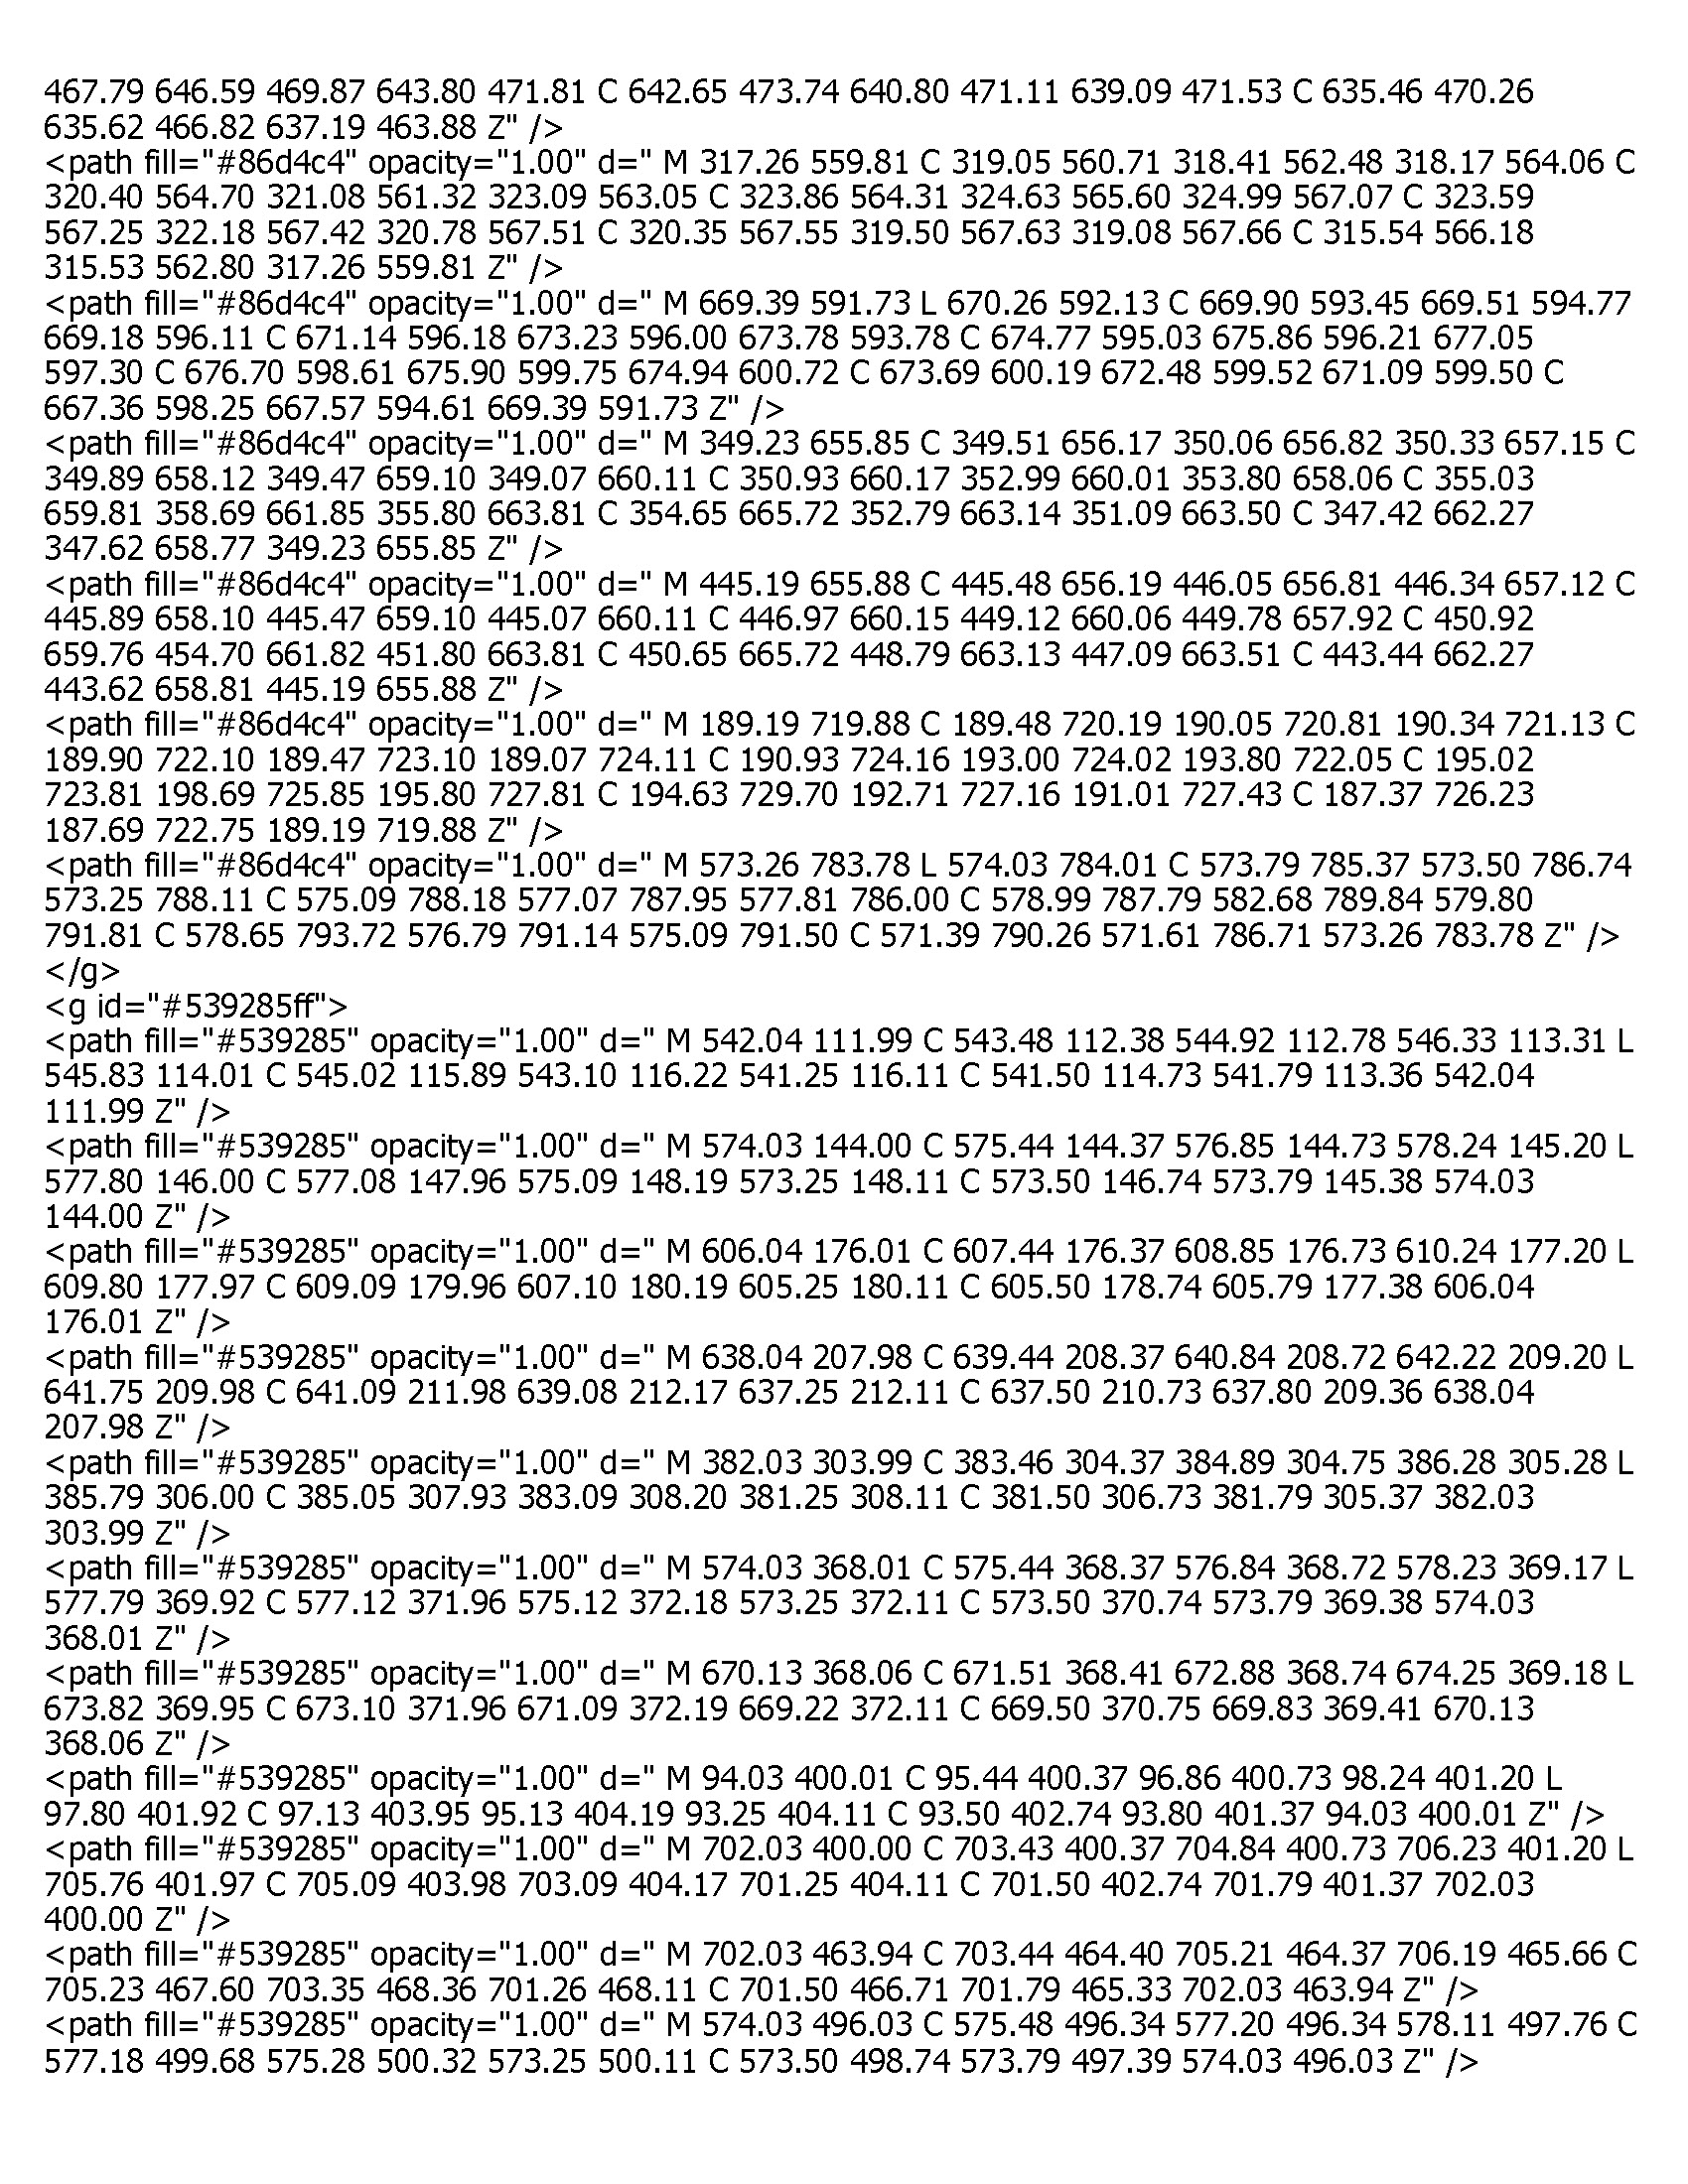 467.79 646.59 469.87 643.80 471.81 C 642.65 473.74 640.80 471.11 639.09 471.53 C 635.46 470.26
635.62 466.82 637.19 463.88 Z" />
<path fill="#86d4c4" opacity="1.00" d=" M 317.26 559.81 C 319.05 560.71 318.41 562.48 318.17 564.06 C
320.40 564.70 321.08 561.32 323.09 563.05 C 323.86 564.31 324.63 565.60 324.99 567.07 C 323.59
567.25 322.18 567.42 320.78 567.51 C 320.35 567.55 319.50 567.63 319.08 567.66 C 315.54 566.18
315.53 562.80 317.26 559.81 Z" />
<path fill="#86d4c4" opacity="1.00" d=" M 669.39 591.73 L 670.26 592.13 C 669.90 593.45 669.51 594.77
669.18 596.11 C 671.14 596.18 673.23 596.00 673.78 593.78 C 674.77 595.03 675.86 596.21 677.05
597.30 C 676.70 598.61 675.90 599.75 674.94 600.72 C 673.69 600.19 672.48 599.52 671.09 599.50 C
667.36 598.25 667.57 594.61 669.39 591.73 Z" />
<path fill="#86d4c4" opacity="1.00" d=" M 349.23 655.85 C 349.51 656.17 350.06 656.82 350.33 657.15 C
349.89 658.12 349.47 659.10 349.07 660.11 C 350.93 660.17 352.99 660.01 353.80 658.06 C 355.03
659.81 358.69 661.85 355.80 663.81 C 354.65 665.72 352.79 663.14 351.09 663.50 C 347.42 662.27
347.62 658.77 349.23 655.85 Z" />
<path fill="#86d4c4" opacity="1.00" d=" M 445.19 655.88 C 445.48 656.19 446.05 656.81 446.34 657.12 C
445.89 658.10 445.47 659.10 445.07 660.11 C 446.97 660.15 449.12 660.06 449.78 657.92 C 450.92
659.76 454.70 661.82 451.80 663.81 C 450.65 665.72 448.79 663.13 447.09 663.51 C 443.44 662.27
443.62 658.81 445.19 655.88 Z" />
<path fill="#86d4c4" opacity="1.00" d=" M 189.19 719.88 C 189.48 720.19 190.05 720.81 190.34 721.13 C
189.90 722.10 189.47 723.10 189.07 724.11 C 190.93 724.16 193.00 724.02 193.80 722.05 C 195.02
723.81 198.69 725.85 195.80 727.81 C 194.63 729.70 192.71 727.16 191.01 727.43 C 187.37 726.23
187.69 722.75 189.19 719.88 Z" />
<path fill="#86d4c4" opacity="1.00" d=" M 573.26 783.78 L 574.03 784.01 C 573.79 785.37 573.50 786.74
573.25 788.11 C 575.09 788.18 577.07 787.95 577.81 786.00 C 578.99 787.79 582.68 789.84 579.80
791.81 C 578.65 793.72 576.79 791.14 575.09 791.50 C 571.39 790.26 571.61 786.71 573.26 783.78 Z" />
</g>
<g id="#539285ff">
<path fill="#539285" opacity="1.00" d=" M 542.04 111.99 C 543.48 112.38 544.92 112.78 546.33 113.31 L
545.83 114.01 C 545.02 115.89 543.10 116.22 541.25 116.11 C 541.50 114.73 541.79 113.36 542.04
111.99 Z" />
<path fill="#539285" opacity="1.00" d=" M 574.03 144.00 C 575.44 144.37 576.85 144.73 578.24 145.20 L
577.80 146.00 C 577.08 147.96 575.09 148.19 573.25 148.11 C 573.50 146.74 573.79 145.38 574.03
144.00 Z" />
<path fill="#539285" opacity="1.00" d=" M 606.04 176.01 C 607.44 176.37 608.85 176.73 610.24 177.20 L
609.80 177.97 C 609.09 179.96 607.10 180.19 605.25 180.11 C 605.50 178.74 605.79 177.38 606.04
176.01 Z" />
<path fill="#539285" opacity="1.00" d=" M 638.04 207.98 C 639.44 208.37 640.84 208.72 642.22 209.20 L
641.75 209.98 C 641.09 211.98 639.08 212.17 637.25 212.11 C 637.50 210.73 637.80 209.36 638.04
207.98 Z" />
<path fill="#539285" opacity="1.00" d=" M 382.03 303.99 C 383.46 304.37 384.89 304.75 386.28 305.28 L
385.79 306.00 C 385.05 307.93 383.09 308.20 381.25 308.11 C 381.50 306.73 381.79 305.37 382.03
303.99 Z" />
<path fill="#539285" opacity="1.00" d=" M 574.03 368.01 C 575.44 368.37 576.84 368.72 578.23 369.17 L
577.79 369.92 C 577.12 371.96 575.12 372.18 573.25 372.11 C 573.50 370.74 573.79 369.38 574.03
368.01 Z" />
<path fill="#539285" opacity="1.00" d=" M 670.13 368.06 C 671.51 368.41 672.88 368.74 674.25 369.18 L
673.82 369.95 C 673.10 371.96 671.09 372.19 669.22 372.11 C 669.50 370.75 669.83 369.41 670.13
368.06 Z" />
<path fill="#539285" opacity="1.00" d=" M 94.03 400.01 C 95.44 400.37 96.86 400.73 98.24 401.20 L
97.80 401.92 C 97.13 403.95 95.13 404.19 93.25 404.11 C 93.50 402.74 93.80 401.37 94.03 400.01 Z" />
<path fill="#539285" opacity="1.00" d=" M 702.03 400.00 C 703.43 400.37 704.84 400.73 706.23 401.20 L
705.76 401.97 C 705.09 403.98 703.09 404.17 701.25 404.11 C 701.50 402.74 701.79 401.37 702.03
400.00 Z" />
<path fill="#539285" opacity="1.00" d=" M 702.03 463.94 C 703.44 464.40 705.21 464.37 706.19 465.66 C
705.23 467.60 703.35 468.36 701.26 468.11 C 701.50 466.71 701.79 465.33 702.03 463.94 Z" />
<path fill="#539285" opacity="1.00" d=" M 574.03 496.03 C 575.48 496.34 577.20 496.34 578.11 497.76 C
577.18 499.68 575.28 500.32 573.25 500.11 C 573.50 498.74 573.79 497.39 574.03 496.03 Z" />